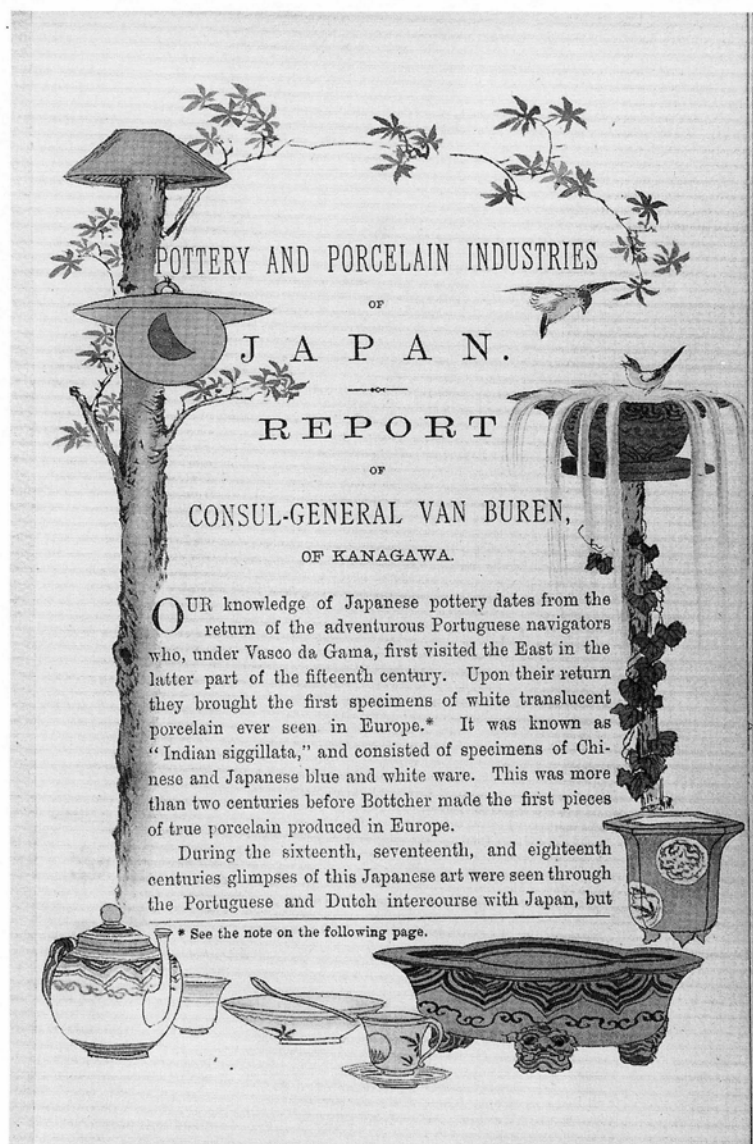 POTTERY AND PORCELAIN INDUSTRIES
OF
JAPAN.
REPORT
OF
CONSUL-GENERAL VAN BUREN,
OF KANAGAWA.
OUR knowledge of Japanese pottery dates from the
return of the adventurous Portuguese navigators
who, under Vasco da Gama, first visited the East in the
latter part of the fifteenth century. Upon their return
they brought the first specimens of white translucent
porcelain ever seen in Europe.* It was known as
"Indian siggillata," and consisted of specimens of Chi-
nese and Japanese blue and white ware. This was more
than two centuries before Bottcher made the first pieces
of true porcelain produced in Europe.
During the sixteenth, seventeenth, and eighteenth
centuries glimpses of this Japanese art were seen through
the Portuguese and Dutch intercourse with Japan, but
* See the note on the following page.